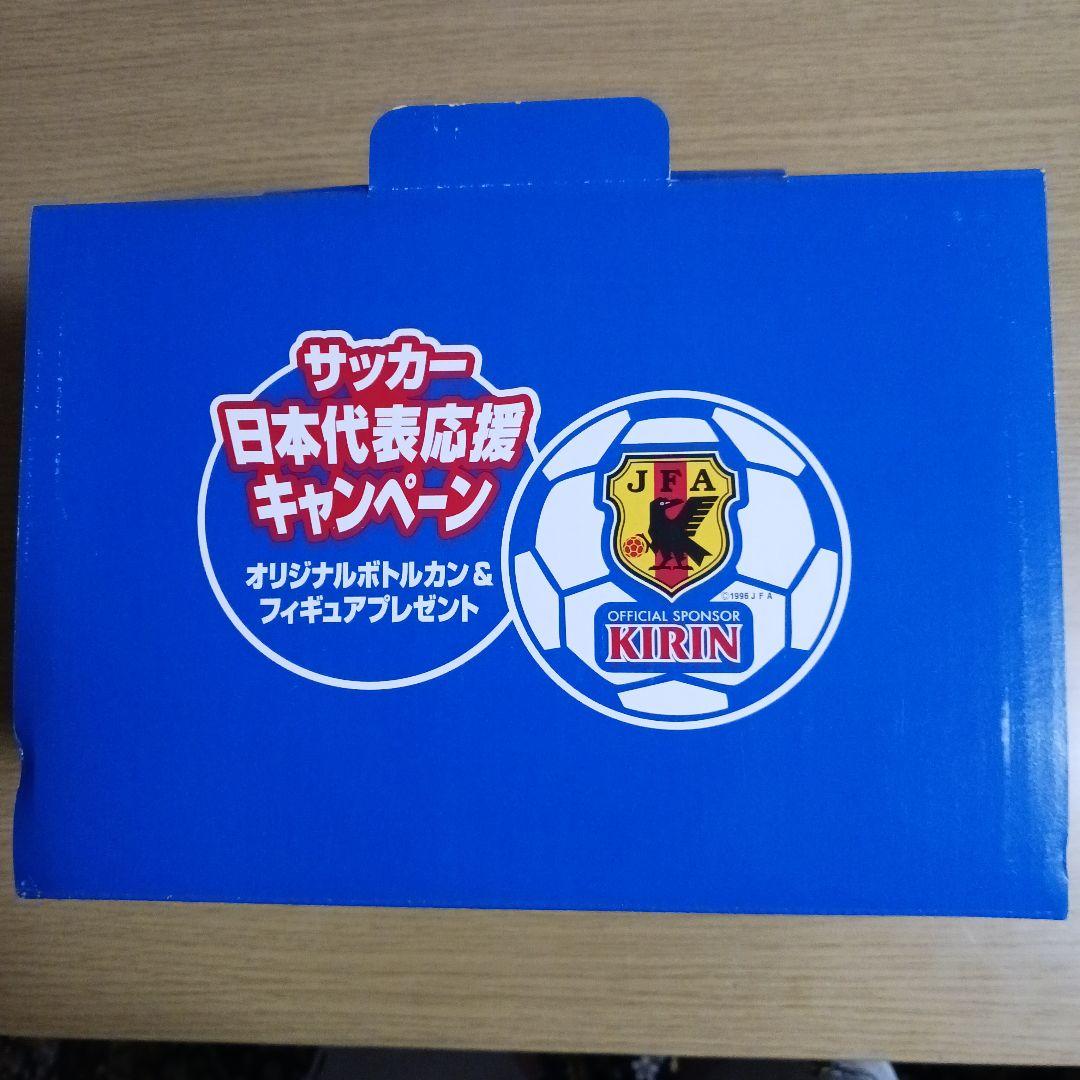 サッカー
日本代表応援
キャンペーン
オリジナルボトルカン&
フィギュアプレゼント
JFA
©1996 JFA
OFFICIAL SPONSOR
KIRIN